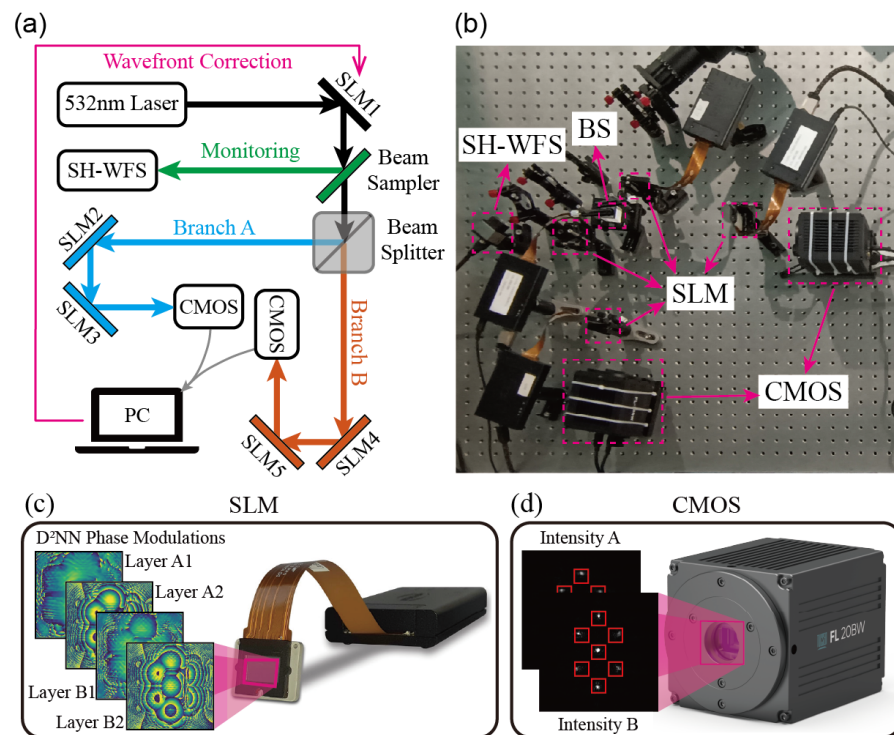 (a)
Wavefront Correction
532nm Laser
SLM1
Monitoring
SH-WFS
Beam
Sampler
SLM2
Branch A
Beam
Splitter
SLM3
CMOS
CMOS
Branch B
PC
SLM5
SLM4
(b)
SH-WFS
BS
SLM
CMOS
(c)
SLM
D²NN Phase Modulations
Layer A1
Layer A2
Layer B1
Layer B2
(d)
CMOS
Intensity A
FL 20BW
Intensity B